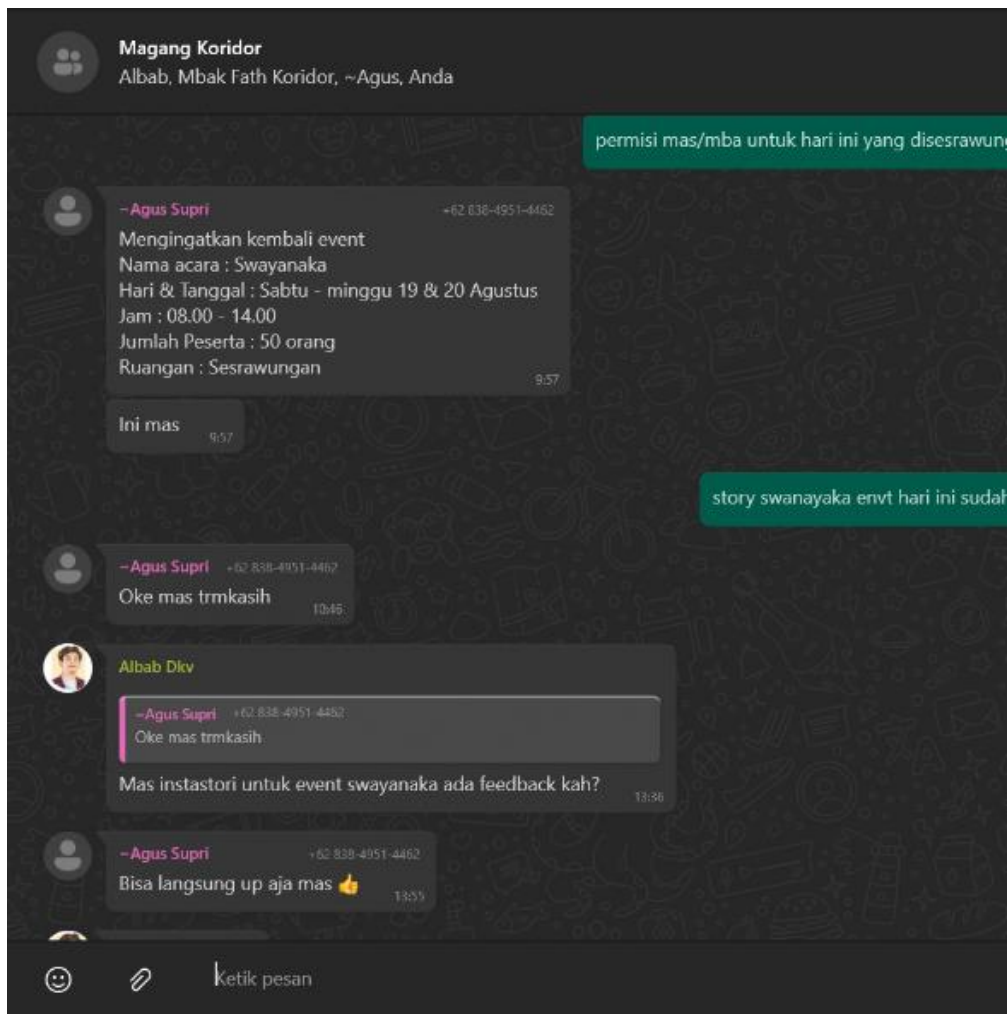 Magang Koridor
Albab, Mbak Fath Koridor, ~Agus, Anda
permisi mas/mba untuk hari ini yang disesrawung
~Agus Supri +62 838-4951-4462
Mengingatkan kembali event
Nama acara : Swayanaka
Hari & Tanggal : Sabtu - minggu 19 & 20 Agustus
Jam : 08.00 - 14.00
Jumlah Peserta : 50 orang
Ruangan : Sesrawungan
9:57
Ini mas 9:57
story swanayaka envt hari ini sudah
~Agus Supri +62 838-4951-4462
Oke mas trmkasih 10:46
Albab Dkv
~Agus Supri +62 838-4951-4462
Oke mas trmkasih
Mas instastori untuk event swayanaka ada feedback kah? 13:36
~Agus Supri +62 838-4951-4462
Bisa langsung up aja mas 👍 13:55
Ketik pesan